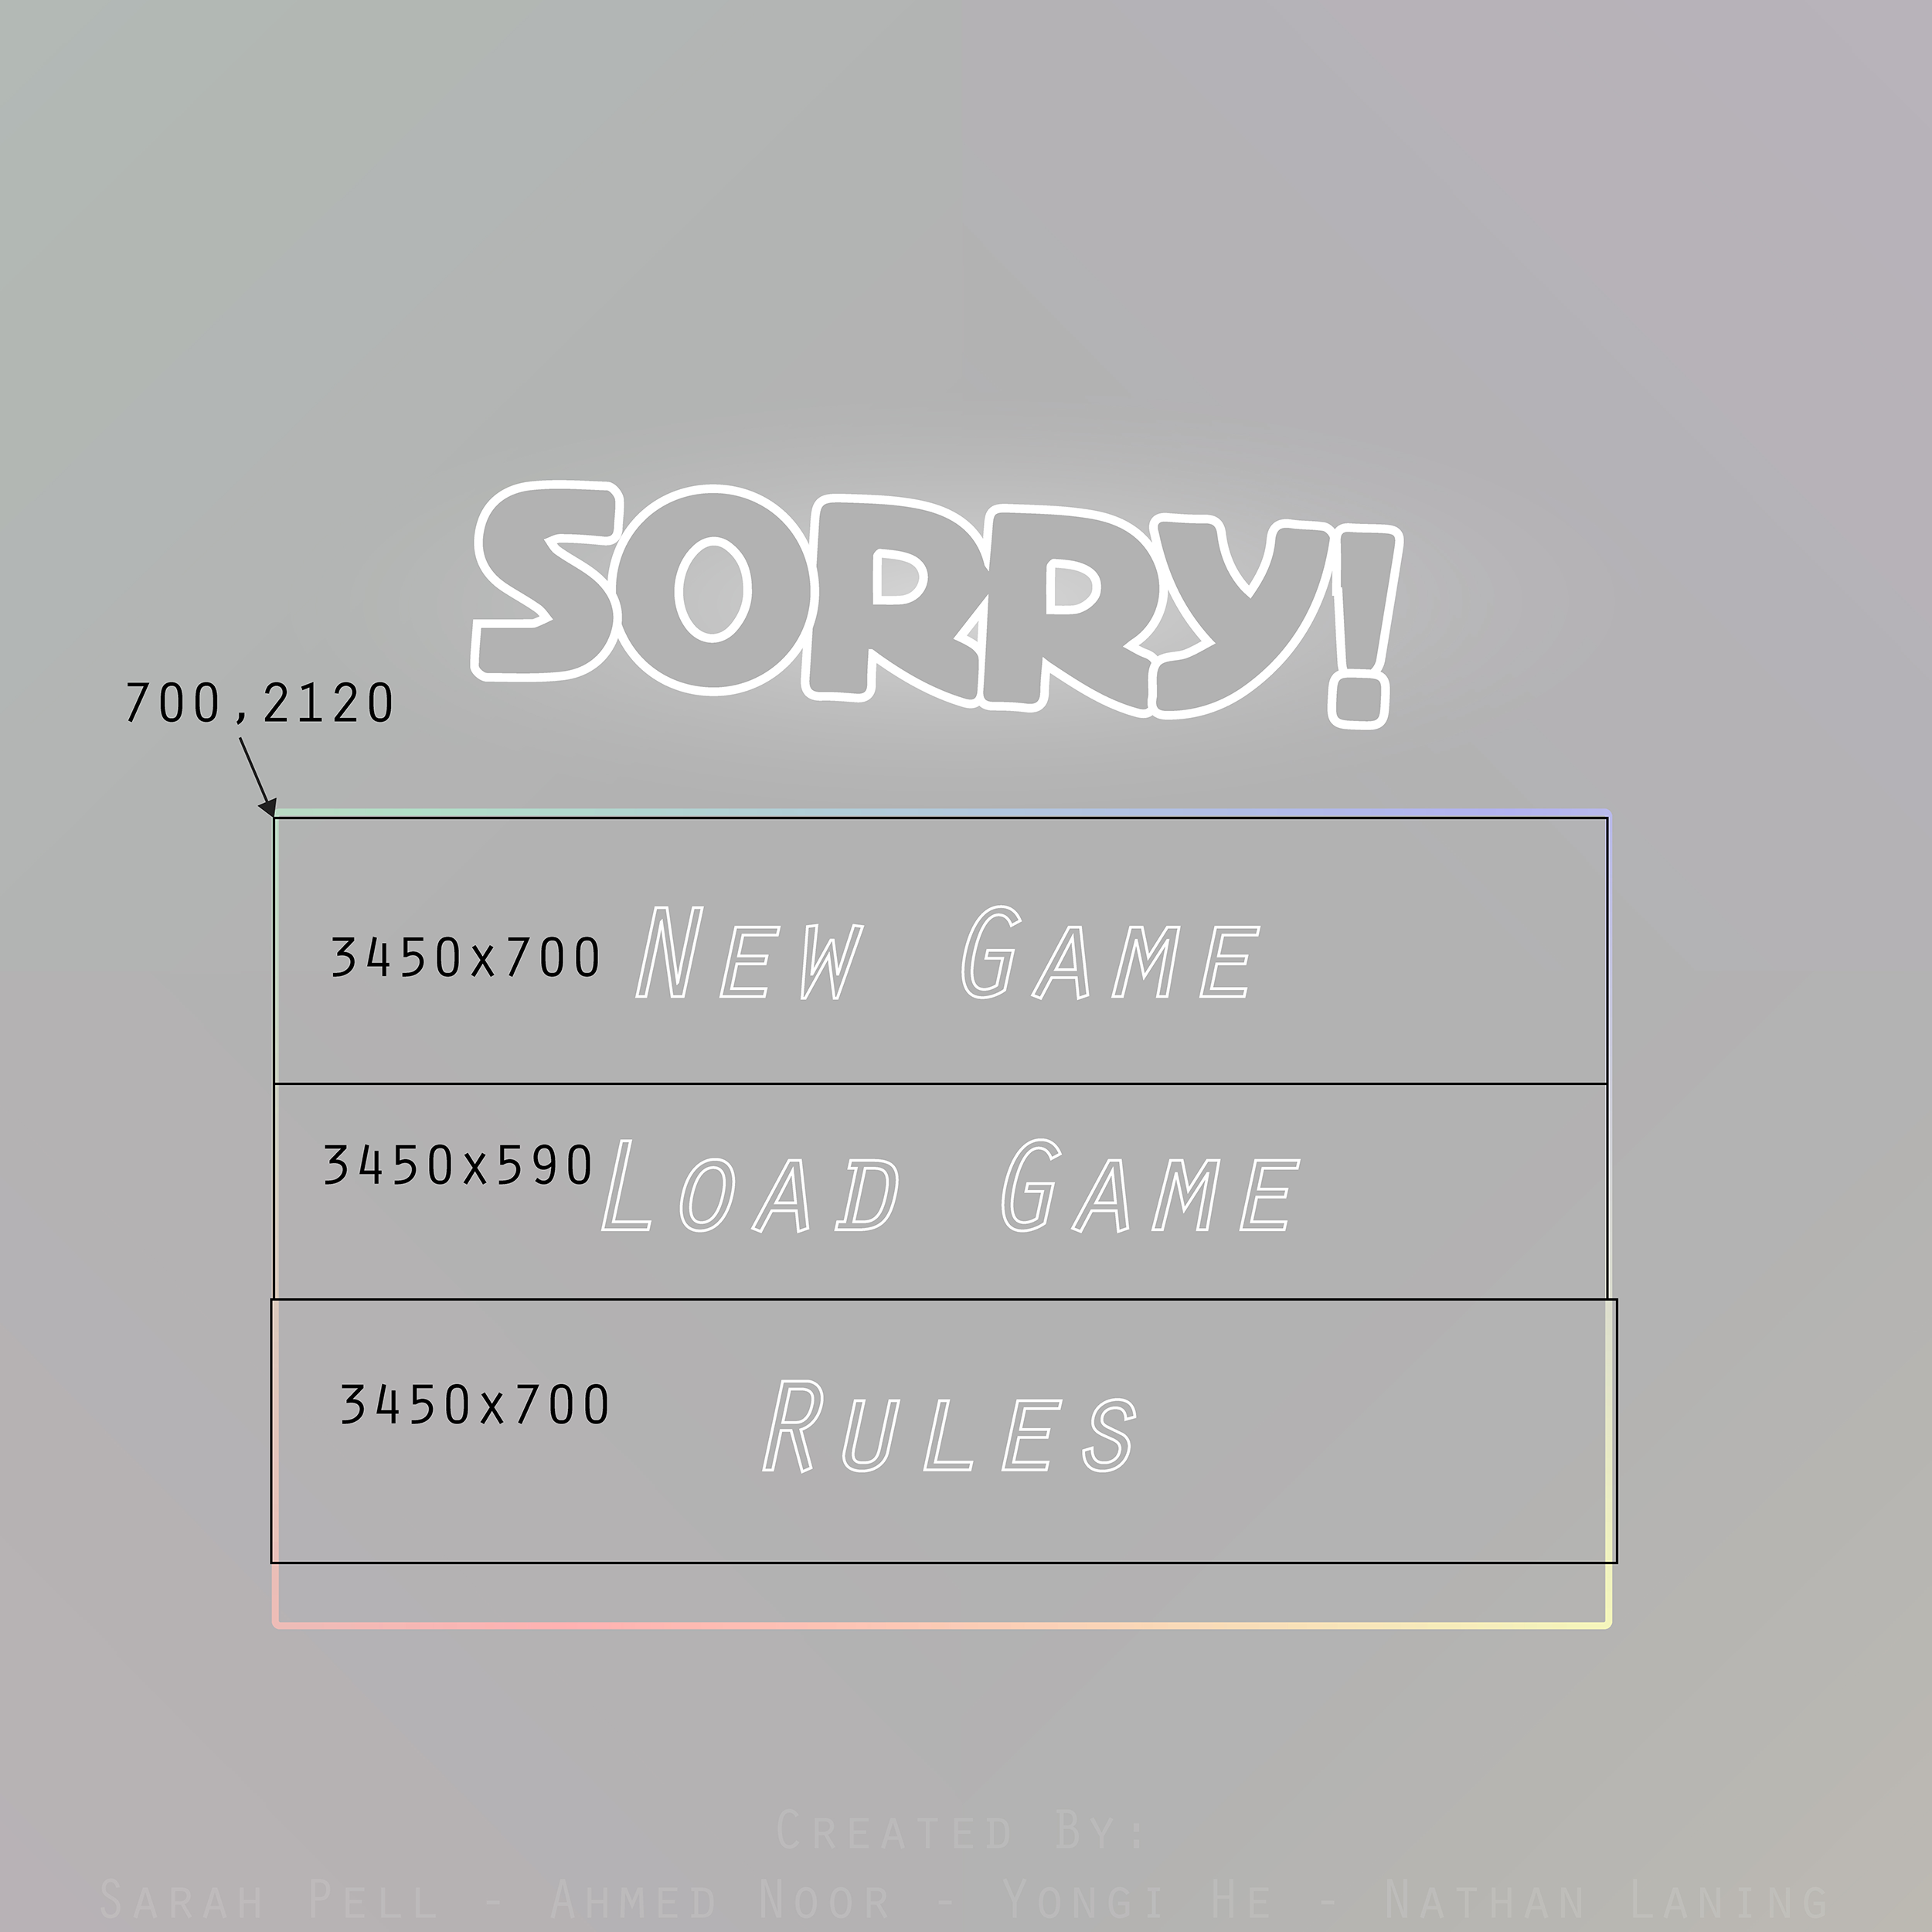 SORRY!
700,2120
3450x700 New Game
3450x590 Load Game
3450x700 Rules
Created By:
Sarah Pell - Ahmed Noor - Yongi He - Nathan Laning